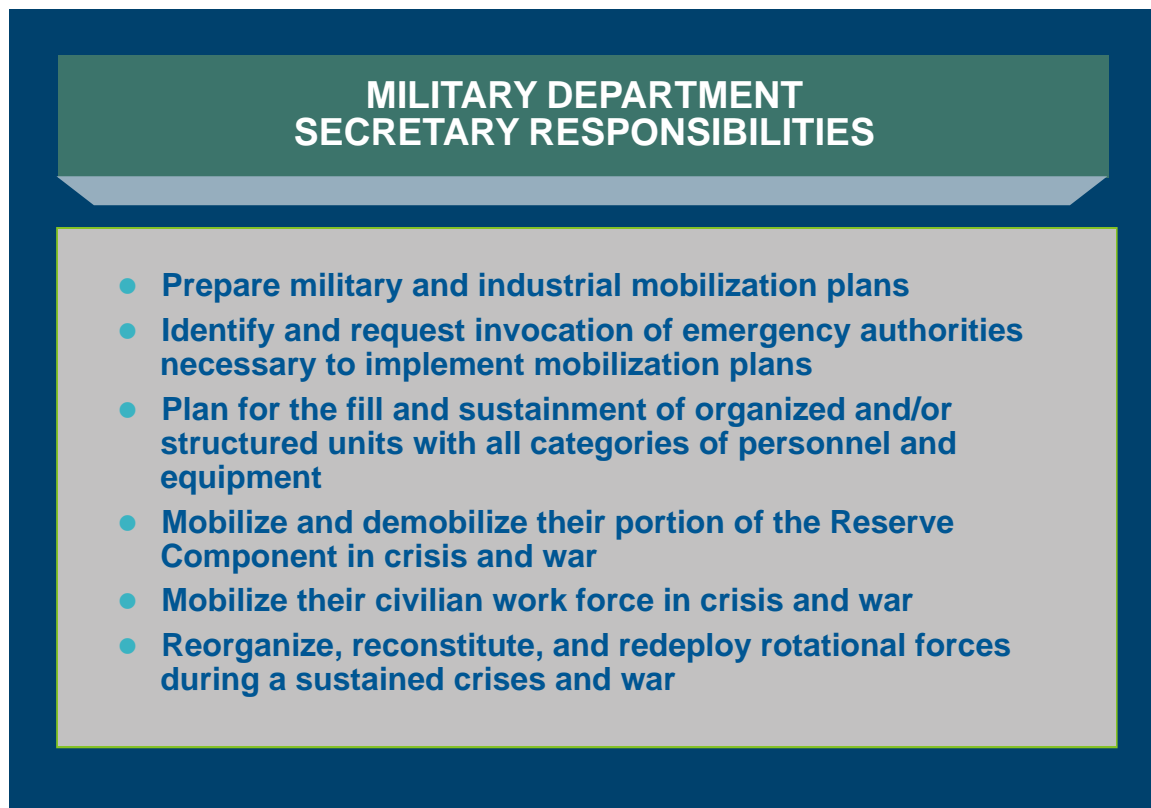 MILITARY DEPARTMENT
SECRETARY RESPONSIBILITIES
● Prepare military and industrial mobilization plans
● Identify and request invocation of emergency authorities
necessary to implement mobilization plans
● Plan for the fill and sustainment of organized and/or
structured units with all categories of personnel and
equipment
● Mobilize and demobilize their portion of the Reserve
Component in crisis and war
● Mobilize their civilian work force in crisis and war
● Reorganize, reconstitute, and redeploy rotational forces
during a sustained crises and war